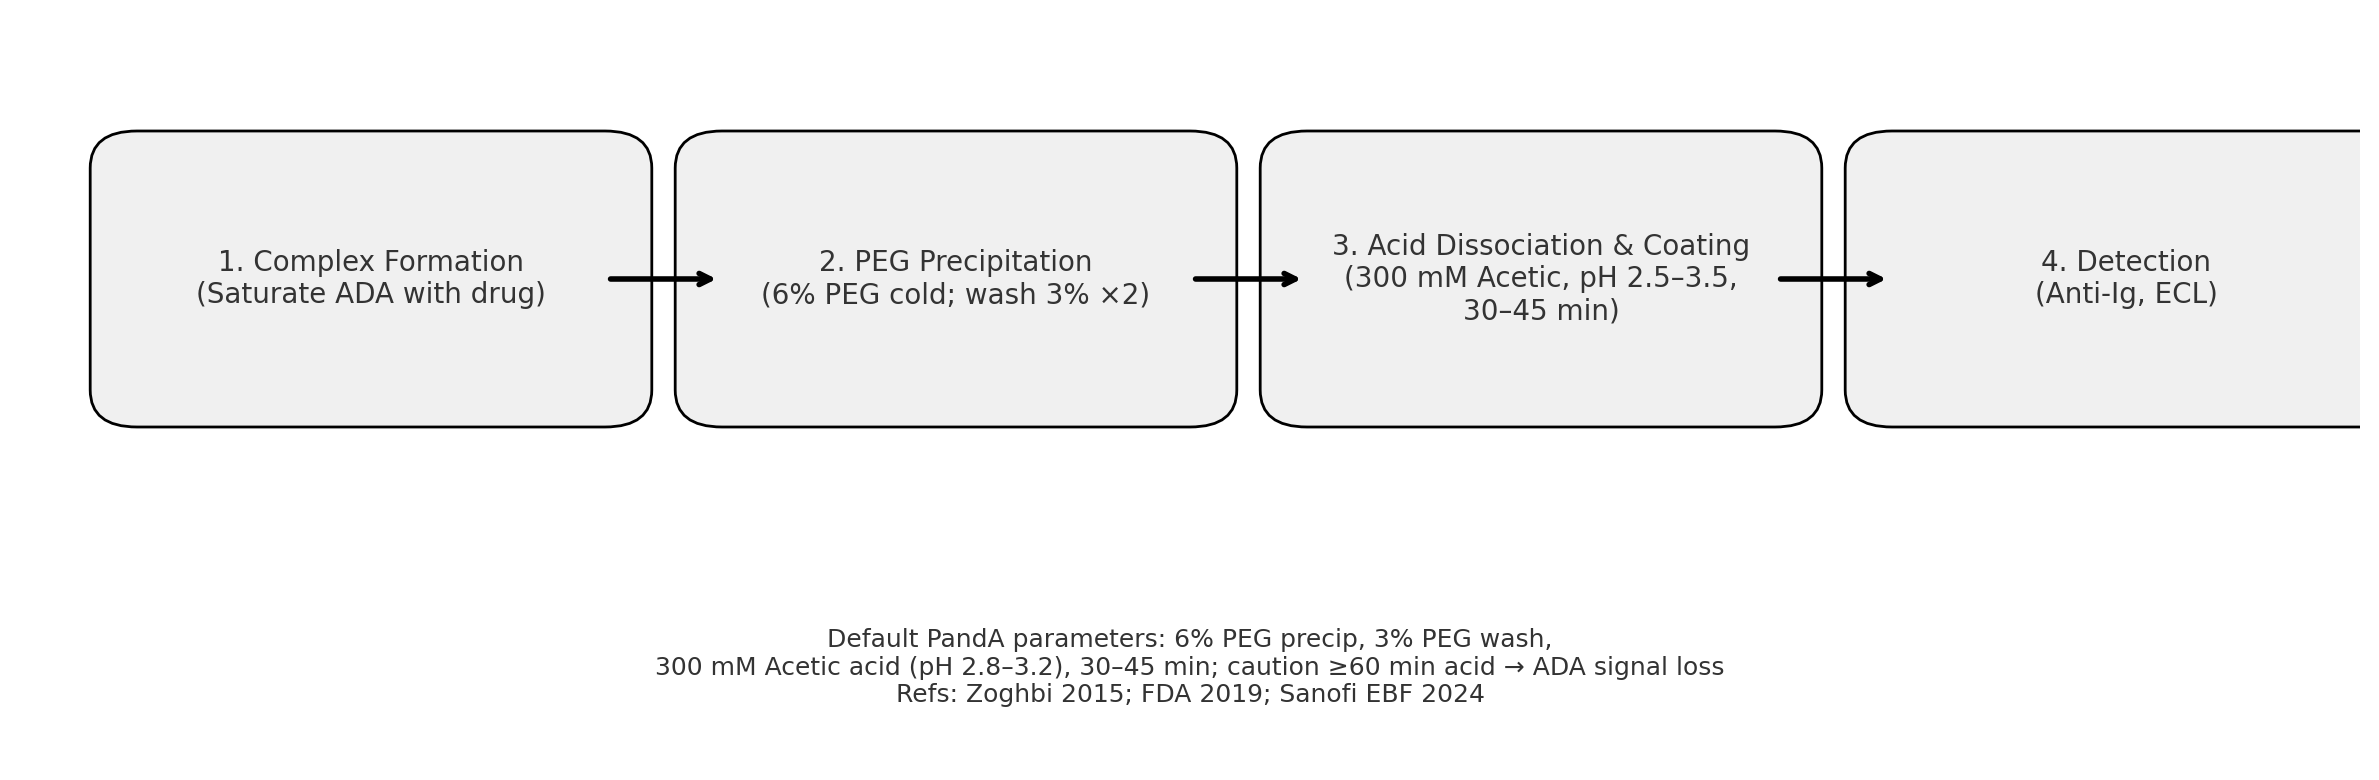 1. Complex Formation
(Saturate ADA with drug)
2. PEG Precipitation
(6% PEG cold; wash 3% ×2)
3. Acid Dissociation & Coating
(300 mM Acetic, pH 2.5–3.5,
30–45 min)
4. Detection
(Anti-Ig, ECL)
Default PandA parameters: 6% PEG precip, 3% PEG wash,
300 mM Acetic acid (pH 2.8–3.2), 30–45 min; caution ≥60 min acid → ADA signal loss
Refs: Zoghbi 2015; FDA 2019; Sanofi EBF 2024